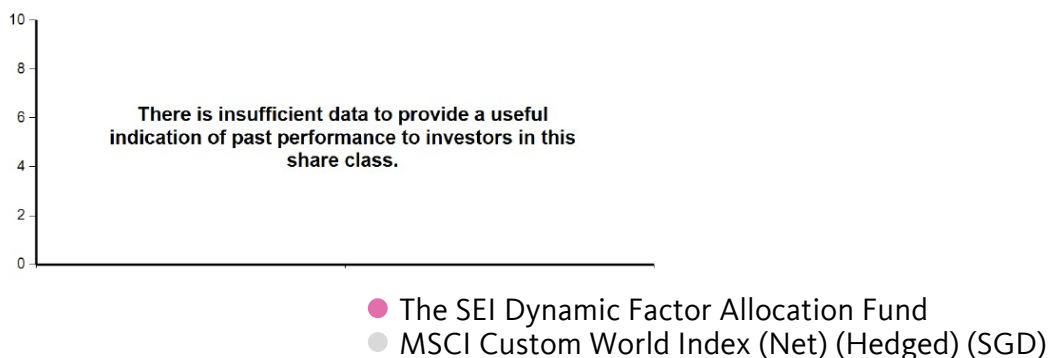 10
8
6
4
2
0
There is insufficient data to provide a useful
indication of past performance to investors in this
share class.
The SEI Dynamic Factor Allocation Fund
MSCI Custom World Index (Net) (Hedged) (SGD)